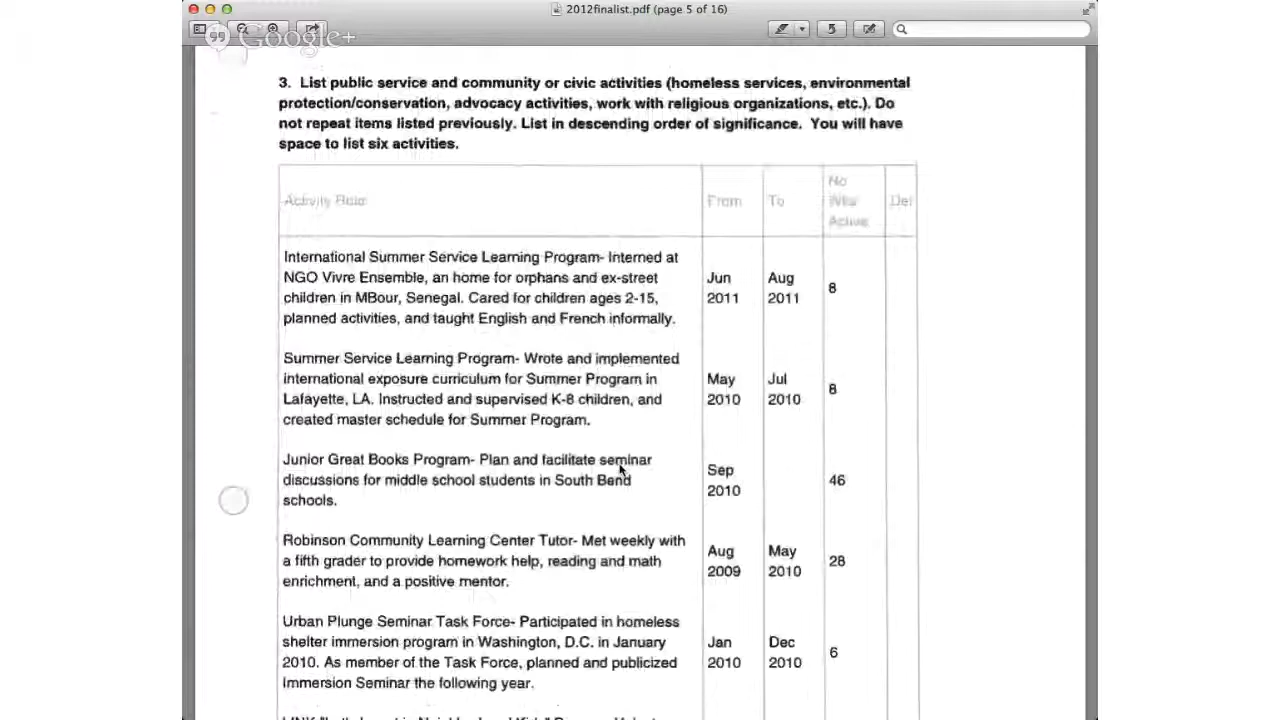 2012finalist.pdf (page 5 of 16)
Google+
3. List public service and community or civic activities (homeless services, environmental
protection/conservation, advocacy activities, work with religious organizations, etc.). Do
not repeat items listed previously. List in descending order of significance. You will have
space to list six activities.
Activity Role From To No Wks Active Del
International Summer Service Learning Program- Interned at
NGO Vivre Ensemble, an home for orphans and ex-street
children in MBour, Senegal. Cared for children ages 2-15,
planned activities, and taught English and French informally.
Jun 2011 Aug 2011 8
Summer Service Learning Program- Wrote and implemented
international exposure curriculum for Summer Program in
Lafayette, LA. Instructed and supervised K-8 children, and
created master schedule for Summer Program.
May 2010 Jul 2010 8
Junior Great Books Program- Plan and facilitate seminar
discussions for middle school students in South Bend
schools.
Sep 2010 46
Robinson Community Learning Center Tutor- Met weekly with
a fifth grader to provide homework help, reading and math
enrichment, and a positive mentor.
Aug 2009 May 2010 28
Urban Plunge Seminar Task Force- Participated in homeless
shelter immersion program in Washington, D.C. in January
2010. As member of the Task Force, planned and publicized
Immersion Seminar the following year.
Jan 2010 Dec 2010 6